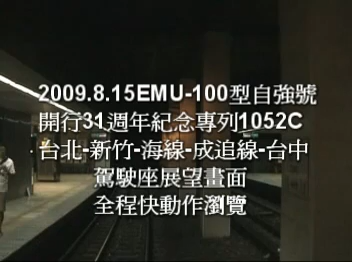 2009.8.15EMU-100型自強號
開行31週年紀念專列1052C
台北-新竹-海線-成追線-台中
駕駛座展望畫面
全程快動作瀏覽